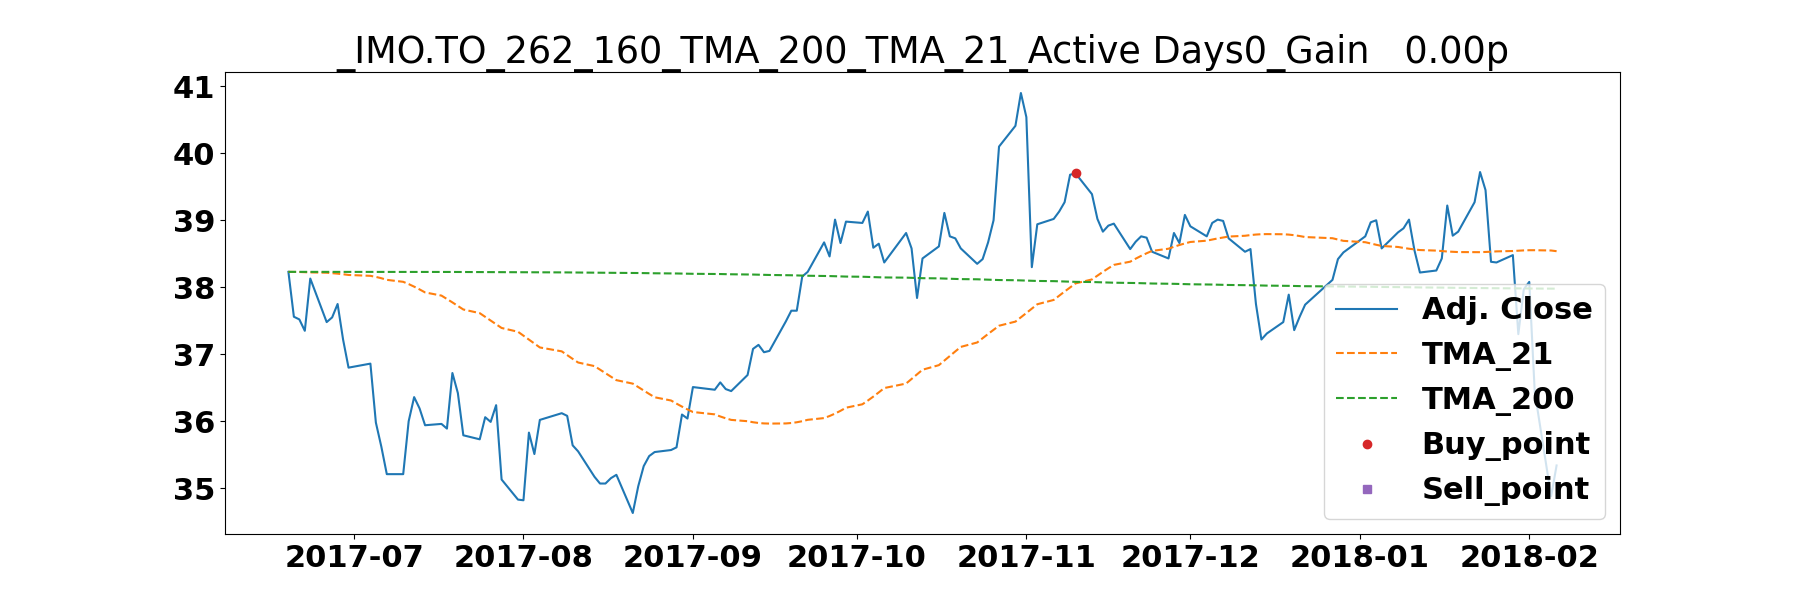 _IMO.TO_262_160_TMA_200_TMA_21_Active Days0_Gain   0.00p
41
40
39
38
37
36
35
Adj. Close
TMA_21
TMA_200
Buy_point
Sell_point
2017-07 2017-08 2017-09 2017-10 2017-11 2017-12 2018-01 2018-02